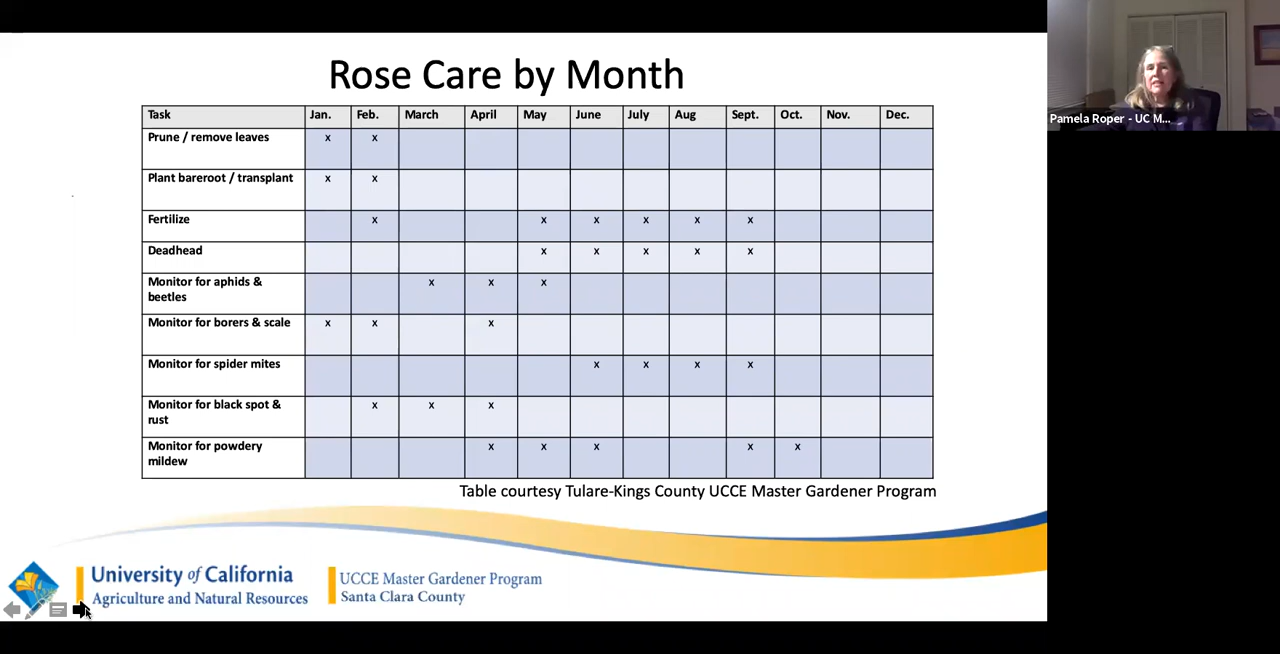 Rose Care by Month
Task Jan. Feb. March April May June July Aug Sept. Oct. Nov. Dec.
Prune / remove leaves x x
Plant bareroot / transplant x x
Fertilize x x x x x x
Deadhead x x x x x
Monitor for aphids & x x x
beetles
Monitor for borers & scale x x x
Monitor for spider mites x x x x
Monitor for black spot & x x x
rust
Monitor for powdery x x x x x
mildew
Table courtesy Tulare-Kings County UCCE Master Gardener Program
University of California
Agriculture and Natural Resources
UCCE Master Gardener Program
Santa Clara County
Pamela Roper - UC M...